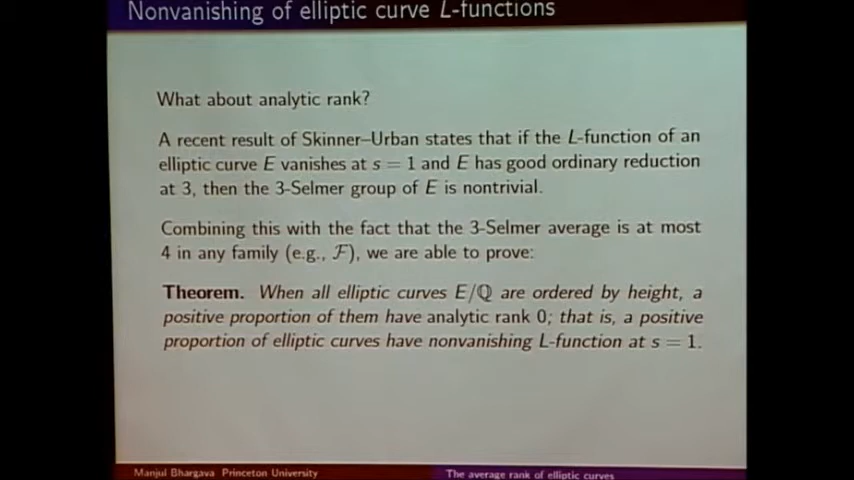 Nonvanishing of elliptic curve L-functions
What about analytic rank?
A recent result of Skinner–Urban states that if the L-function of an
elliptic curve E vanishes at s = 1 and E has good ordinary reduction
at 3, then the 3-Selmer group of E is nontrivial.
Combining this with the fact that the 3-Selmer average is at most
4 in any family (e.g., ℱ), we are able to prove:
Theorem. When all elliptic curves E/ℚ are ordered by height, a
positive proportion of them have analytic rank 0; that is, a positive
proportion of elliptic curves have nonvanishing L-function at s = 1.
Manjul Bhargava Princeton University
The average rank of elliptic curves